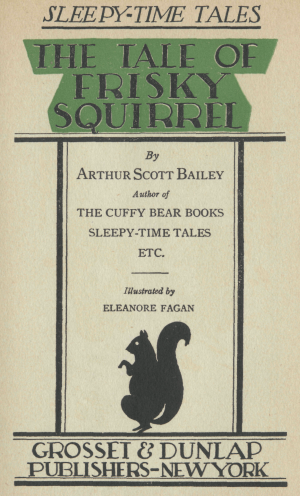 SLEEPY-TIME TALES
THE TALE OF
FRISKY
SQUIRREL
By
ARTHUR SCOTT BAILEY
Author of
THE CUFFY BEAR BOOKS
SLEEPY-TIME TALES
ETC.
Illustrated by
ELEANORE FAGAN
GROSSET & DUNLAP
PUBLISHERS-NEW YORK